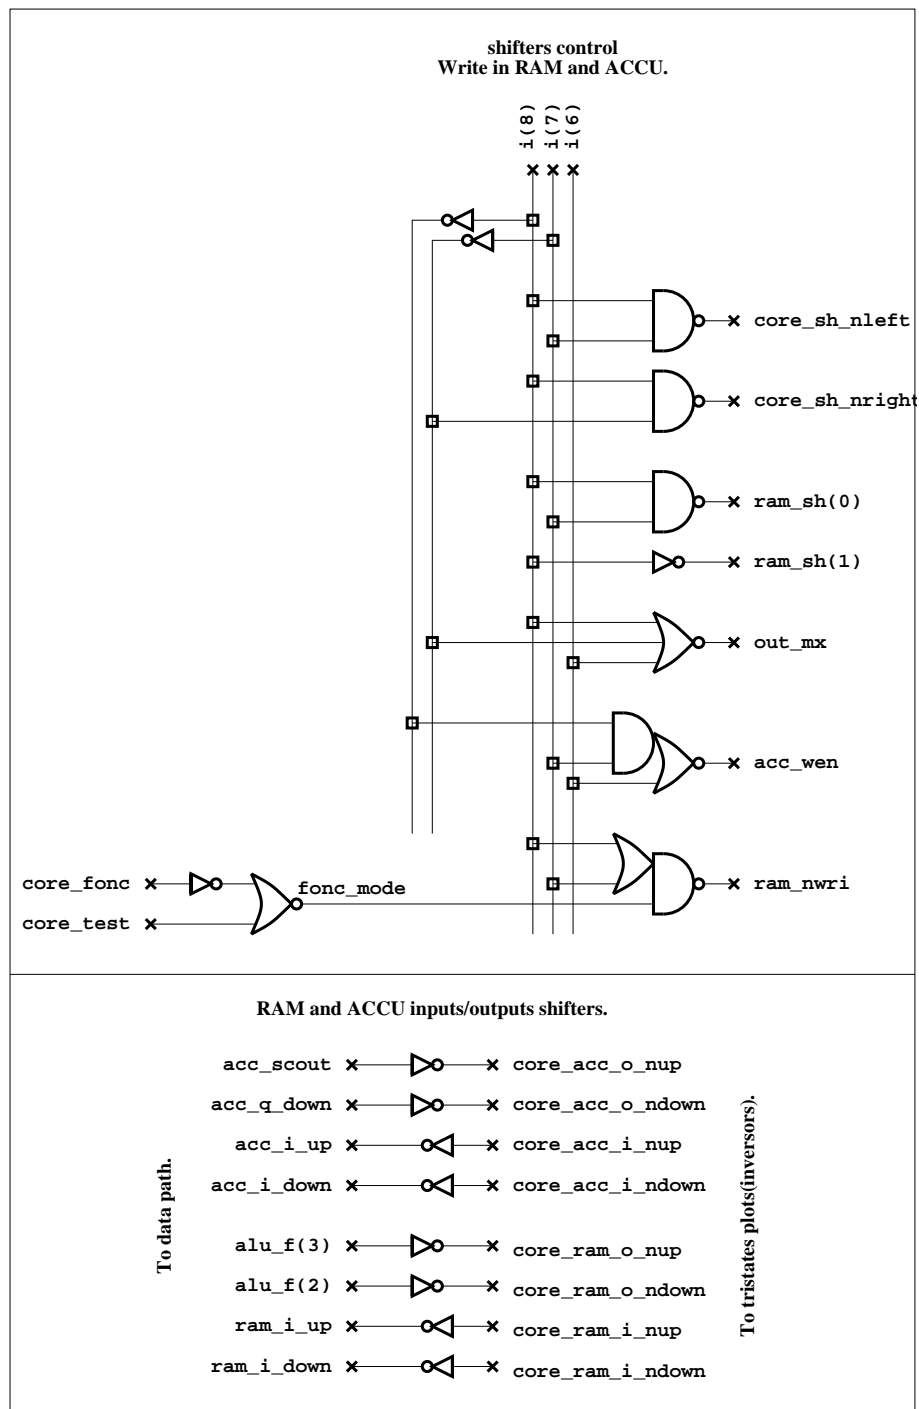 shifters control
Write in RAM and ACCU.
i(8)
i(7)
i(6)
core_sh_nleft
core_sh_nright
ram_sh(0)
ram_sh(1)
out_mx
acc_wen
core_fonc
fonc_mode
ram_nwri
core_test
RAM and ACCU inputs/outputs shifters.
acc_scout core_acc_o_nup
acc_q_down core_acc_o_ndown
acc_i_up core_acc_i_nup
acc_i_down core_acc_i_ndown
alu_f(3) core_ram_o_nup
alu_f(2) core_ram_o_ndown
ram_i_up core_ram_i_nup
ram_i_down core_ram_i_ndown
To data path.
To tristates plots(inversors).